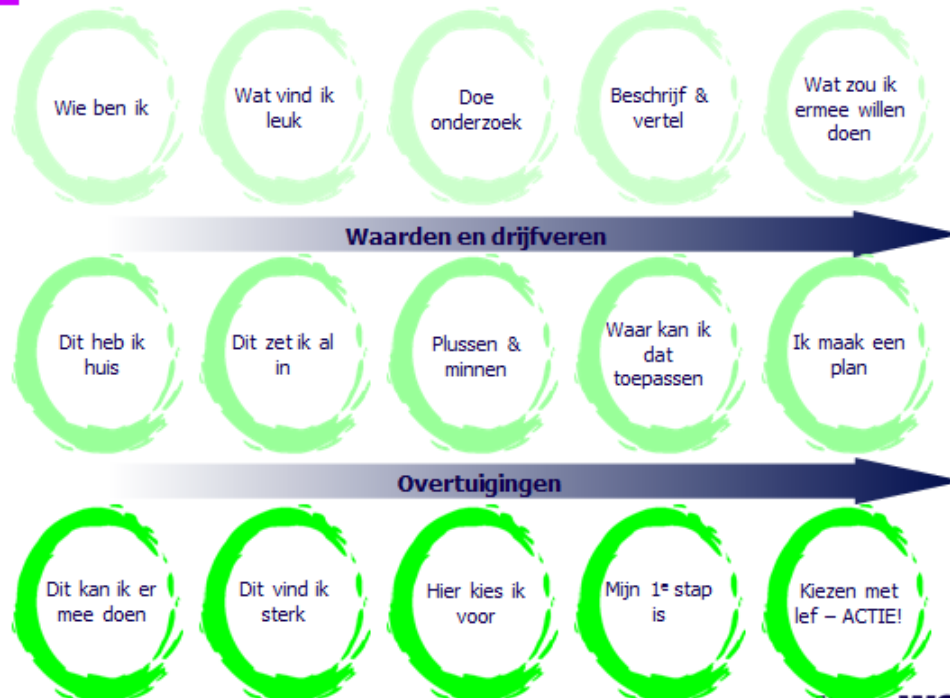 Wie ben ik
Wat vind ik
leuk
Doe
onderzoek
Beschrijf &
vertel
Wat zou ik
ermee willen
doen
Waarden en drijfveren
Dit heb ik
huis
Dit zet ik al
in
Plussen &
minnen
Waar kan ik
dat
toepassen
Ik maak een
plan
Overtuigingen
Dit kan ik er
mee doen
Dit vind ik
sterk
Hier kies ik
voor
Mijn 1e stap
is
Kiezen met
lef – ACTIE!